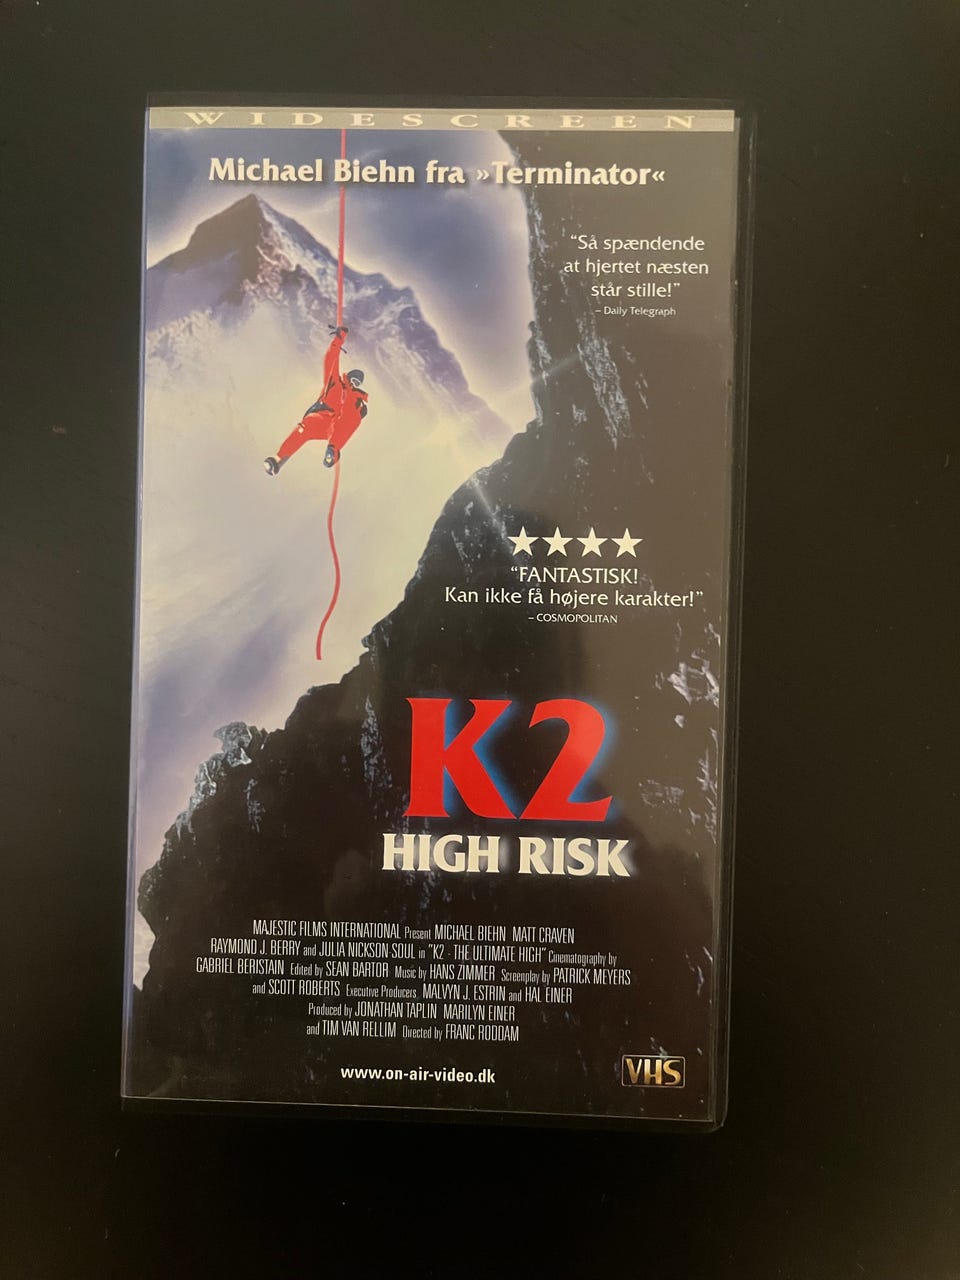 WIDESCREEN
Michael Biehn fra »Terminator«
“Så spændende
at hjertet næsten
står stille!”
– Daily Telegraph
★★★★
“FANTASTISK!
Kan ikke få højere karakter!”
– COSMOPOLITAN
K2
HIGH RISK
MAJESTIC FILMS INTERNATIONAL Present MICHAEL BIEHN MATT CRAVEN
RAYMOND J. BERRY and JULIA NICKSON-SOUL in "K2 - THE ULTIMATE HIGH" Cinematography by
GABRIEL BERISTAIN Edited by SEAN BARTOR Music by HANS ZIMMER Screenplay by PATRICK MEYERS
and SCOTT ROBERTS Executive Producers MALVYN J. ESTRIN and HAL EINER
Produced by JONATHAN TAPLIN MARILYN EINER
and TIM VAN RELLIM Directed by FRANC RODDAM
www.on-air-video.dk
VHS